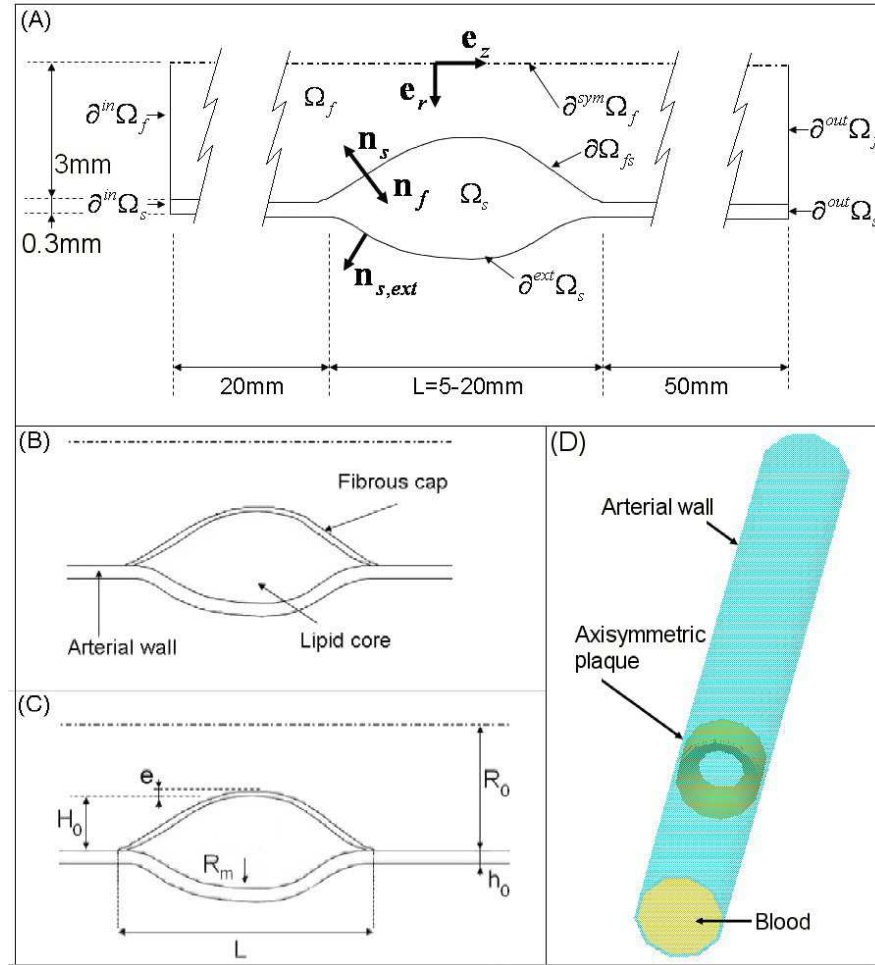 (A)
e_z
∂^in Ω_f
Ω_f
e_r
∂^sym Ω_f
∂^out Ω_f
n_s
∂Ω_fs
3mm
n_f
Ω_s
∂^in Ω_s
∂^out Ω_s
0.3mm
n_s,ext
∂^ext Ω_s
20mm
L=5-20mm
50mm
(B)
Fibrous cap
Arterial wall
Lipid core
(C)
e
R_0
H_0
R_m
h_0
L
(D)
Arterial wall
Axisymmetric
plaque
Blood